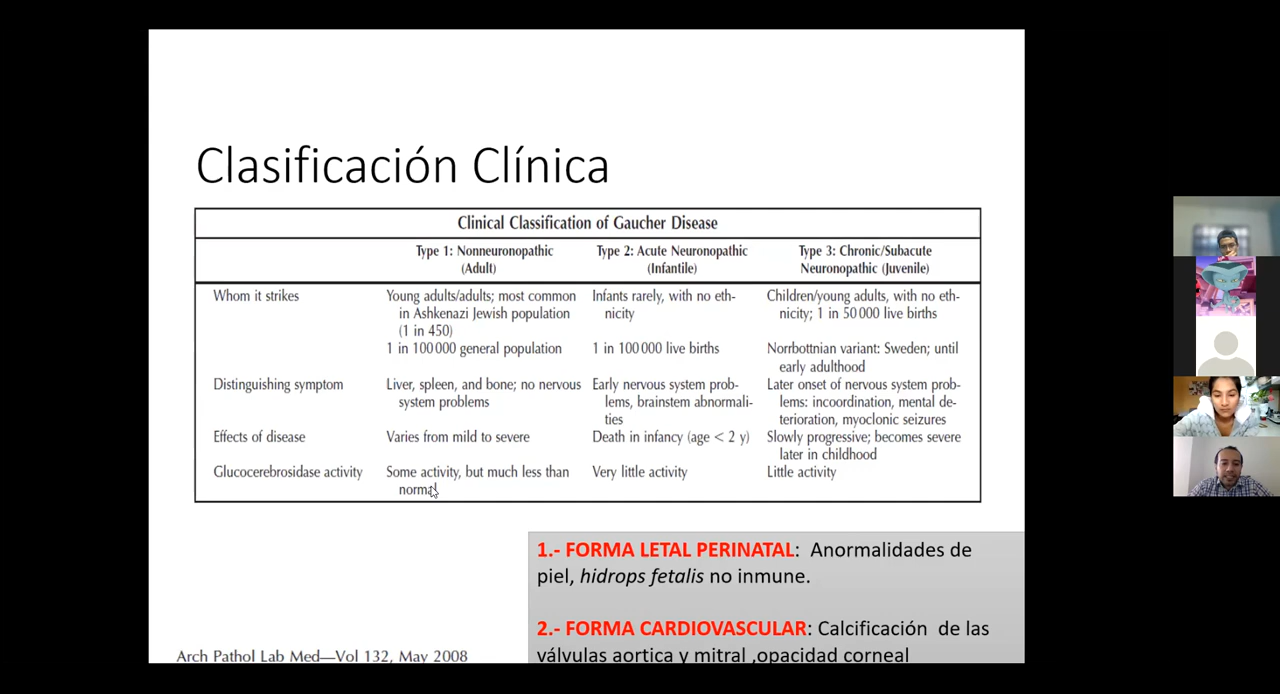 Clasificación Clínica
Clinical Classification of Gaucher Disease
Type 1: Nonneuronopathic
(Adult)
Type 2: Acute Neuronopathic
(Infantile)
Type 3: Chronic/Subacute
Neuronopathic (Juvenile)
Whom it strikes
Young adults/adults; most common
in Ashkenazi Jewish population
(1 in 450)
1 in 100 000 general population
Infants rarely, with no eth-
nicity
1 in 100 000 live births
Children/young adults, with no eth-
nicity; 1 in 50 000 live births
Norrbottnian variant: Sweden; until
early adulthood
Distinguishing symptom
Liver, spleen, and bone; no nervous
system problems
Early nervous system prob-
lems, brainstem abnormali-
ties
Later onset of nervous system prob-
lems: incoordination, mental de-
terioration, myoclonic seizures
Effects of disease
Varies from mild to severe
Death in infancy (age < 2 y)
Slowly progressive; becomes severe
later in childhood
Glucocerebrosidase activity
Some activity, but much less than
normal
Very little activity
Little activity
1.- FORMA LETAL PERINATAL: Anormalidades de
piel, hidrops fetalis no inmune.
2.- FORMA CARDIOVASCULAR: Calcificación de las
válvulas aortica y mitral ,opacidad corneal
Arch Pathol Lab Med—Vol 132, May 2008